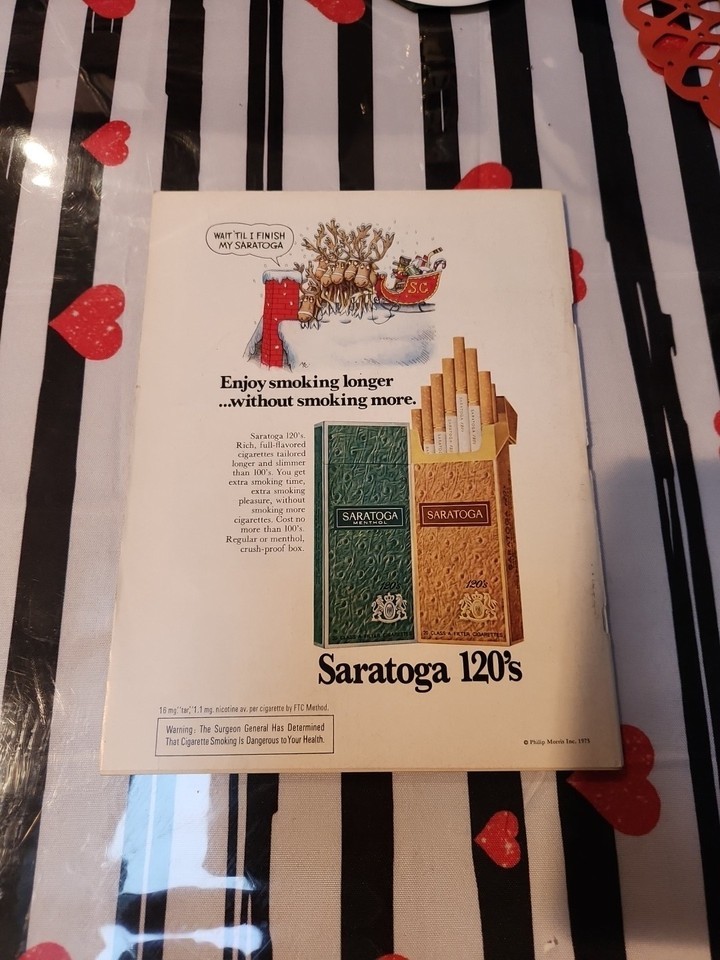 WAIT 'TIL I FINISH
MY SARATOGA
S.C
Enjoy smoking longer
...without smoking more.
Saratoga 120's.
Rich, full-flavored
cigarettes tailored
longer and slimmer
than 100's. You get
extra smoking time,
extra smoking
pleasure, without
smoking more
cigarettes. Cost no
more than 100's.
Regular or menthol,
crush-proof box.
SARATOGA
MENTHOL
120's
SARATOGA
120's
20 CLASS A FILTER CIGARETTES
Saratoga 120's
16 mg. "tar," 1.1 mg. nicotine av. per cigarette by FTC Method.
Warning: The Surgeon General Has Determined
That Cigarette Smoking Is Dangerous to Your Health.
© Philip Morris Inc. 1975